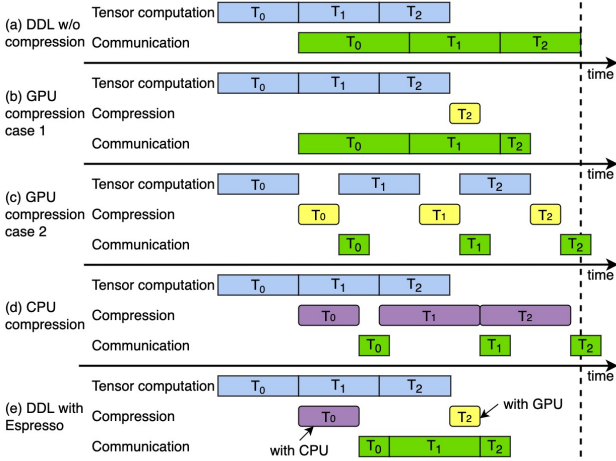 Tensor computation T₀ T₁ T₂
(a) DDL w/o compression
Communication T₀ T₁ T₂
time
Tensor computation T₀ T₁ T₂
(b) GPU compression case 1
Compression T₂
Communication T₀ T₁ T₂
time
Tensor computation T₀ T₁ T₂
(c) GPU compression case 2
Compression T₀ T₁ T₂
Communication T₀ T₁ T₂
time
Tensor computation T₀ T₁ T₂
(d) CPU compression
Compression T₀ T₁ T₂
Communication T₀ T₁ T₂
time
Tensor computation T₀ T₁ T₂
(e) DDL with Espresso
Compression T₀ T₂ with GPU
with CPU
Communication T₀ T₁ T₂